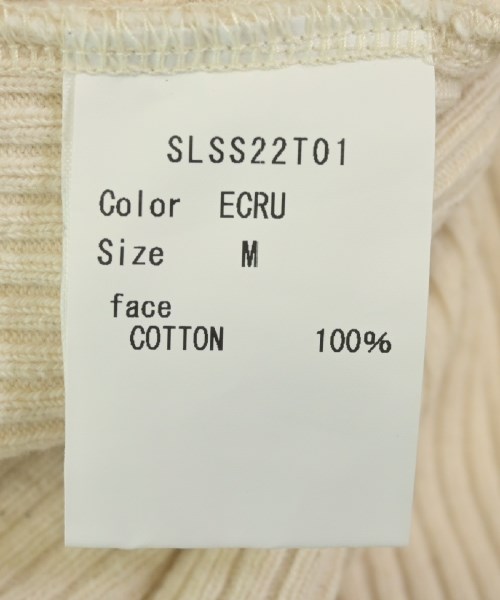 SLSS22T01
Color ECRU
Size M
face
COTTON 100%